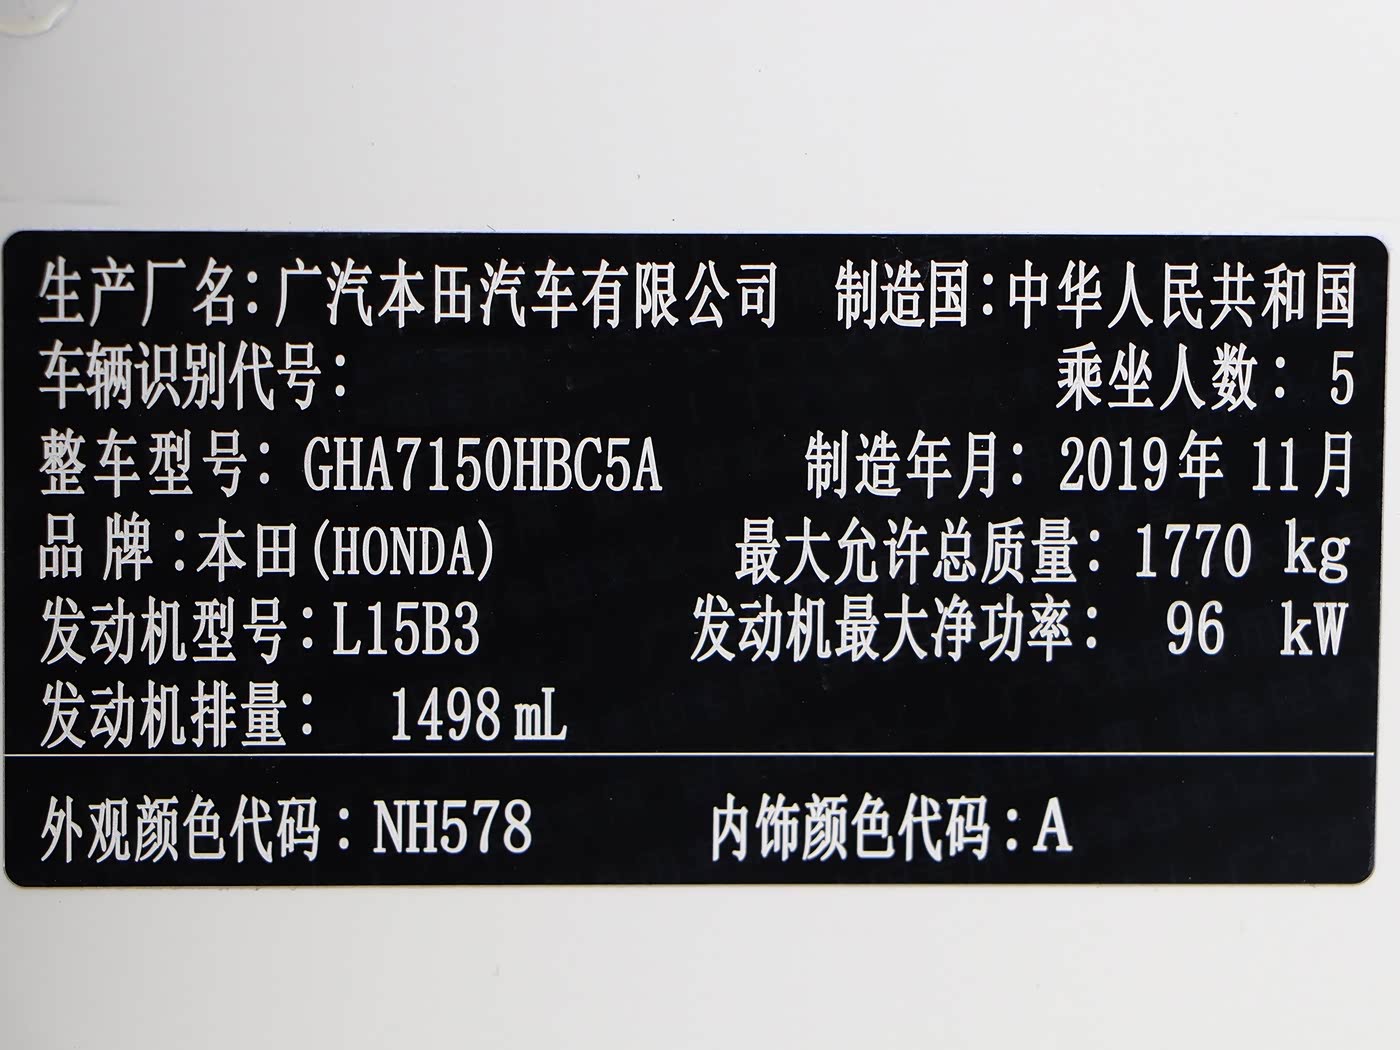 生产厂名:广汽本田汽车有限公司 制造国:中华人民共和国
车辆识别代号: 乘坐人数: 5
整车型号: GHA7150HBC5A 制造年月: 2019年 11月
品 牌:本田(HONDA) 最大允许总质量: 1770 kg
发动机型号:L15B3 发动机最大净功率: 96 kW
发动机排量: 1498 mL
外观颜色代码: NH578 内饰颜色代码:A